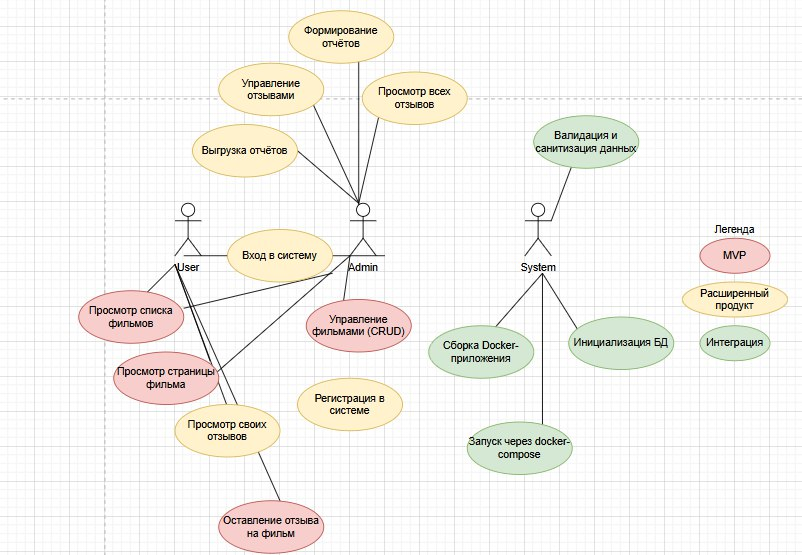 Формирование
отчётов
Управление
отзывами
Просмотр всех
отзывов
Выгрузка отчётов
Валидация и
санитизация данных
Вход в систему
User
Admin
System
Легенда
MVP
Расширенный
продукт
Интеграция
Просмотр списка
фильмов
Управление
фильмами (CRUD)
Сборка Docker-
приложения
Инициализация БД
Просмотр страницы
фильма
Регистрация в
системе
Просмотр своих
отзывов
Запуск через docker-
compose
Оставление отзыва
на фильм